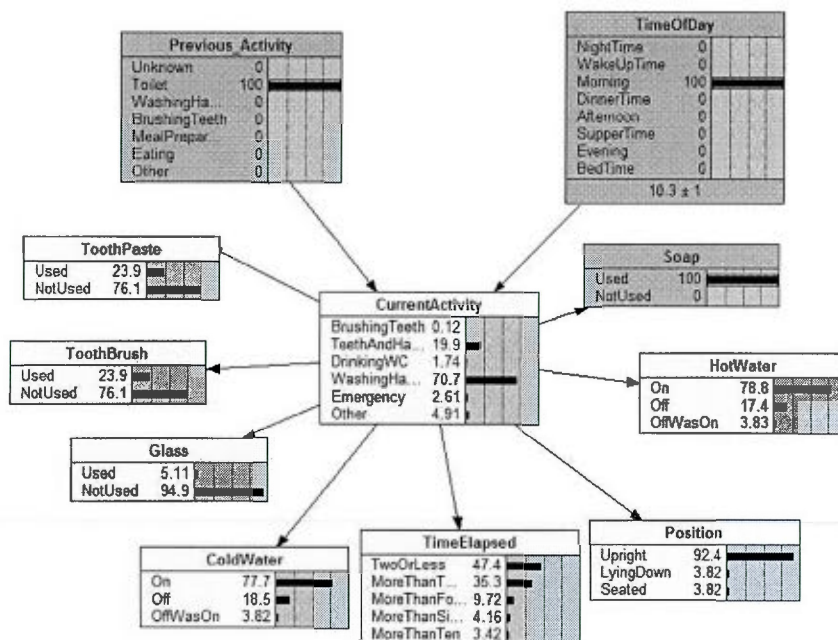 Previous_Activity
Unknown 0
Toilet 100
WashingHa... 0
BrushingTeeth 0
MealPrepar... 0
Eating 0
Other 0
TimeOfDay
NightTime 0
WakeUpTime 0
Morning 100
DinnerTime 0
Afternoon 0
SupperTime 0
Evening 0
BedTime 0
10.3 ± 1
ToothPaste
Used 23.9
NotUsed 76.1
Soap
Used 100
NotUsed 0
CurrentActivity
BrushingTeeth 0.12
TeethAndHa... 19.9
DrinkingWC 1.74
WashingHa... 70.7
Emergency 2.61
Other 4.91
ToothBrush
Used 23.9
NotUsed 76.1
HotWater
On 78.8
Off 17.4
OffWasOn 3.83
Glass
Used 5.11
NotUsed 94.9
ColdWater
On 77.7
Off 18.5
OffWasOn 3.82
TimeElapsed
TwoOrLess 47.4
MoreThanT... 35.3
MoreThanFo... 9.72
MoreThanSi... 4.16
MoreThanTen 3.42
Position
Upright 92.4
LyingDown 3.82
Seated 3.82